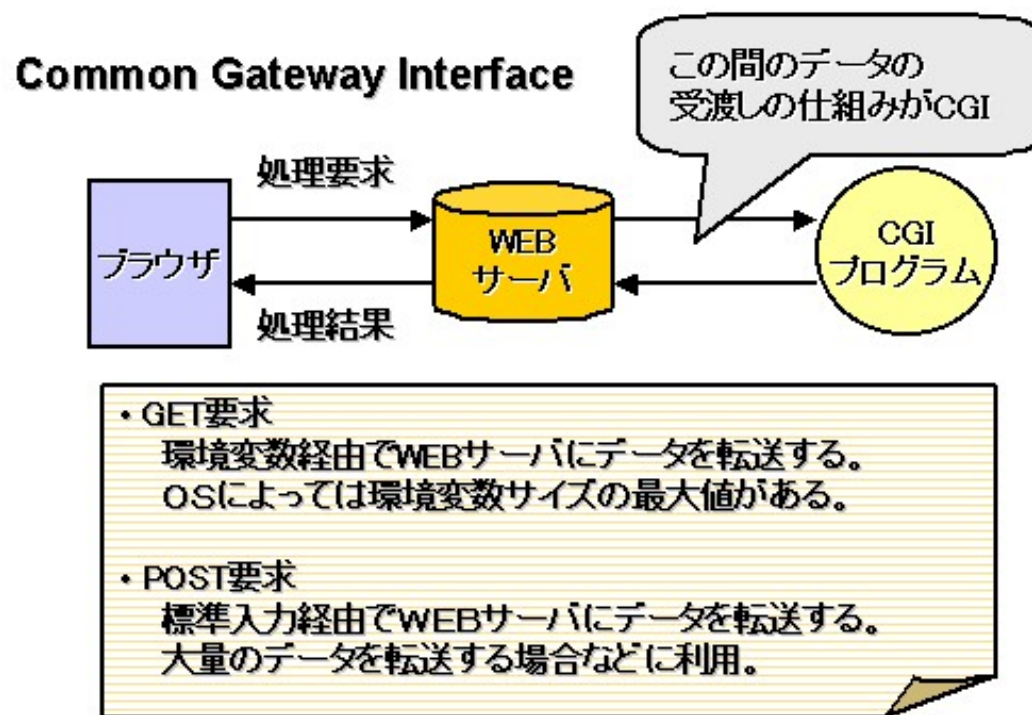 Common Gateway Interface
この間のデータの
受渡しの仕組みがCGI
処理要求
ブラウザ
WEB
サーバ
CGI
プログラム
処理結果
・GET要求
環境変数経由でWEBサーバにデータを転送する。
OSによっては環境変数サイズの最大値がある。
・POST要求
標準入力経由でWEBサーバにデータを転送する。
大量のデータを転送する場合などに利用。